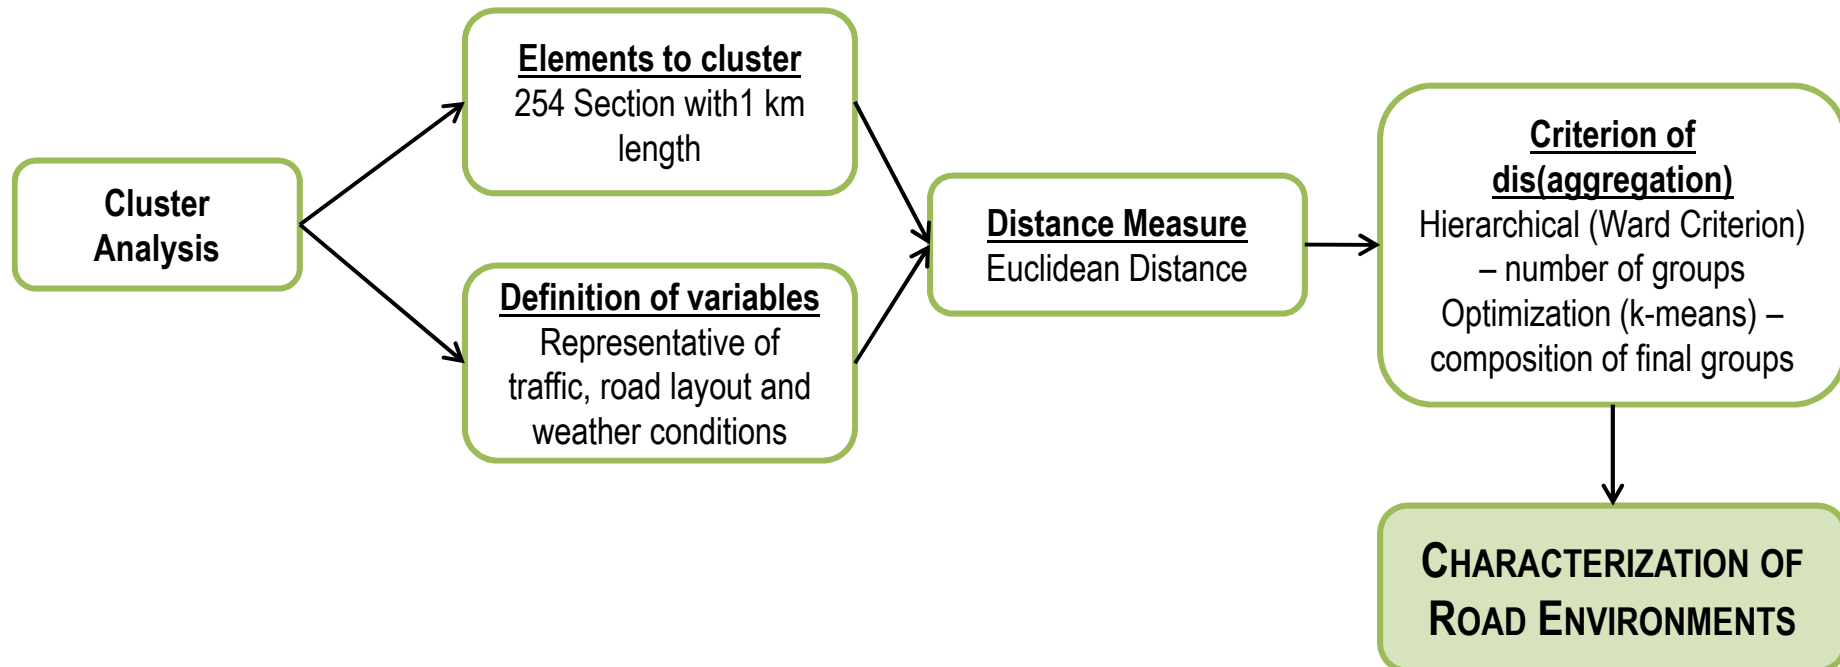 Cluster
Analysis
Elements to cluster
254 Section with1 km
length
Definition of variables
Representative of
traffic, road layout and
weather conditions
Distance Measure
Euclidean Distance
Criterion of
dis(aggregation)
Hierarchical (Ward Criterion)
– number of groups
Optimization (k-means) –
composition of final groups
CHARACTERIZATION OF
ROAD ENVIRONMENTS